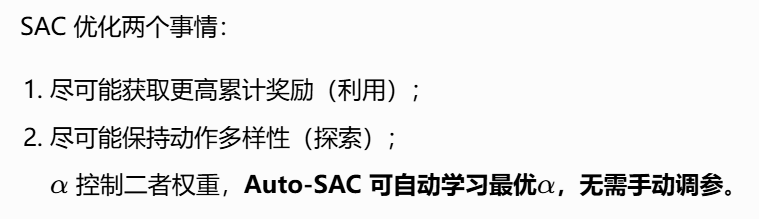 SAC 优化两个事情：
1. 尽可能获取更高累计奖励（利用）；
2. 尽可能保持动作多样性（探索）；
α 控制二者权重，Auto-SAC 可自动学习最优α，无需手动调参。